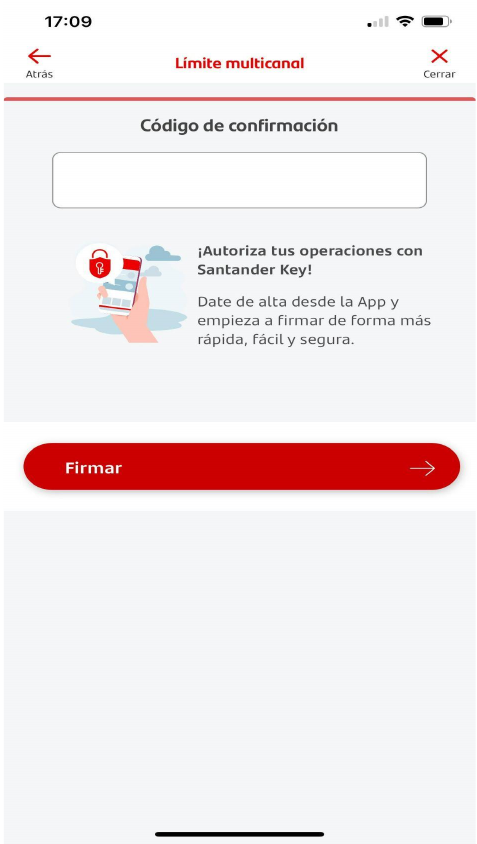 17:09
Límite multicanal
Atrás
Cerrar
Código de confirmación
¡Autoriza tus operaciones con
Santander Key!
Date de alta desde la App y
empieza a firmar de forma más
rápida, fácil y segura.
Firmar